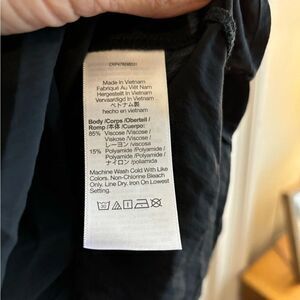 Made in Vietnam
Fabriqué Au Viêt Nam
Hergestellt in Vietnam
Vervaardigd in Vietnam
ベトナム製
hecho en vietnam
Body /Corps /Oberteil /
Romp /本体 /Cuerpo:
85% Viscose /Viscose /
Viskose /Viscose /
レーヨン /viscosa
15% Polyamide /Polyamide /
Polyamide /Polyamide /
ナイロン /poliamida
Machine Wash Cold With Like
Colors. Non-Chlorine Bleach
Only. Line Dry, Iron On Lowest
Setting.